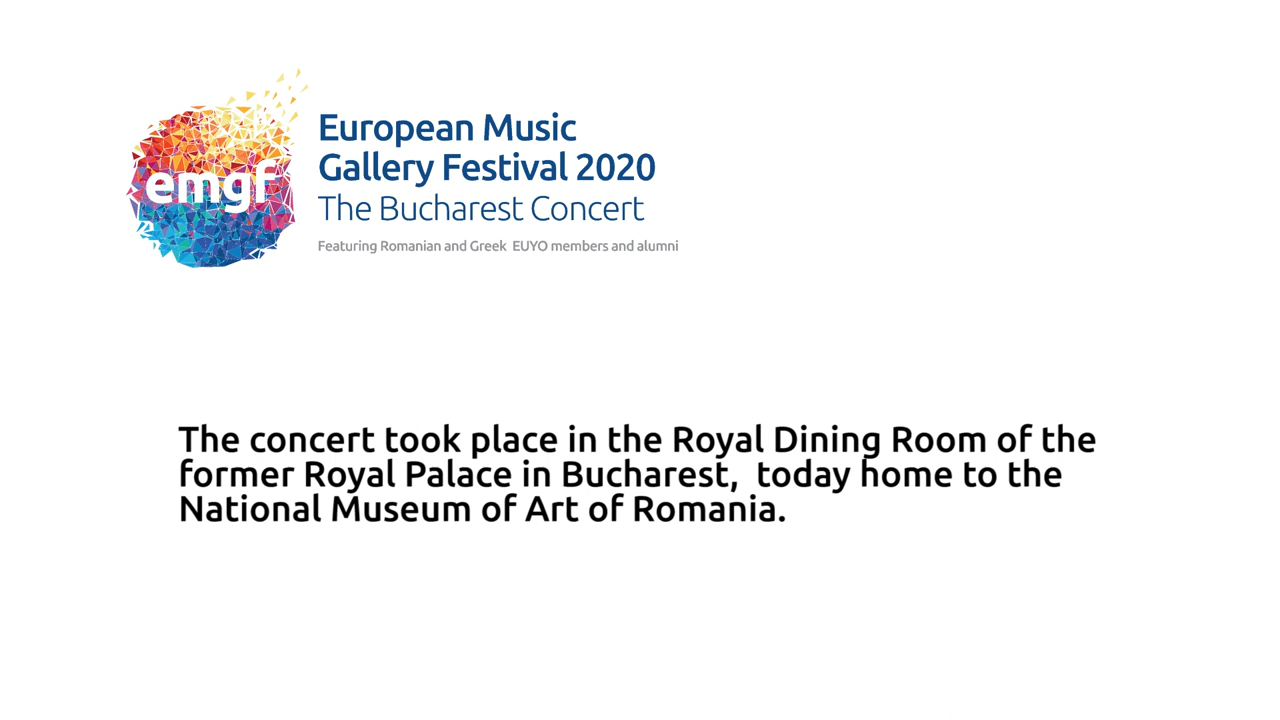 emgf
European Music
Gallery Festival 2020
The Bucharest Concert
Featuring Romanian and Greek EUYO members and alumni
The concert took place in the Royal Dining Room of the
former Royal Palace in Bucharest, today home to the
National Museum of Art of Romania.